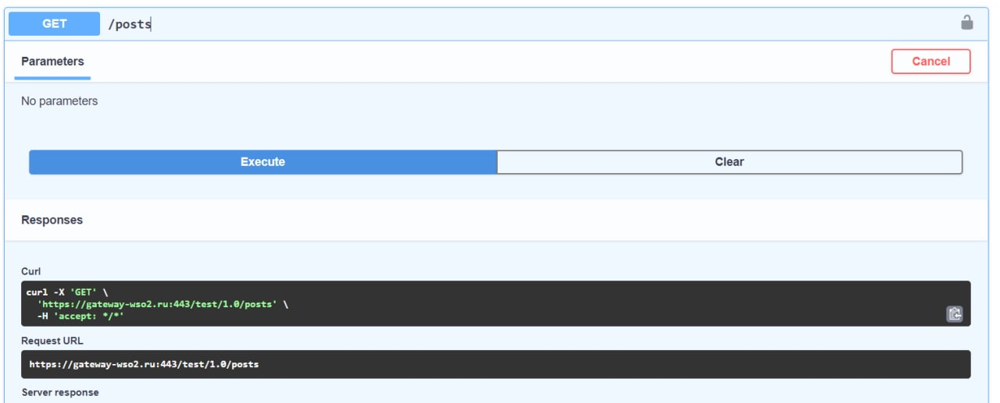 GET /posts
Parameters
Cancel
No parameters
Execute
Clear
Responses
Curl
curl -X 'GET' \
  'https://gateway-wso2.ru:443/test/1.0/posts' \
  -H 'accept: */*'
Request URL
https://gateway-wso2.ru:443/test/1.0/posts
Server response